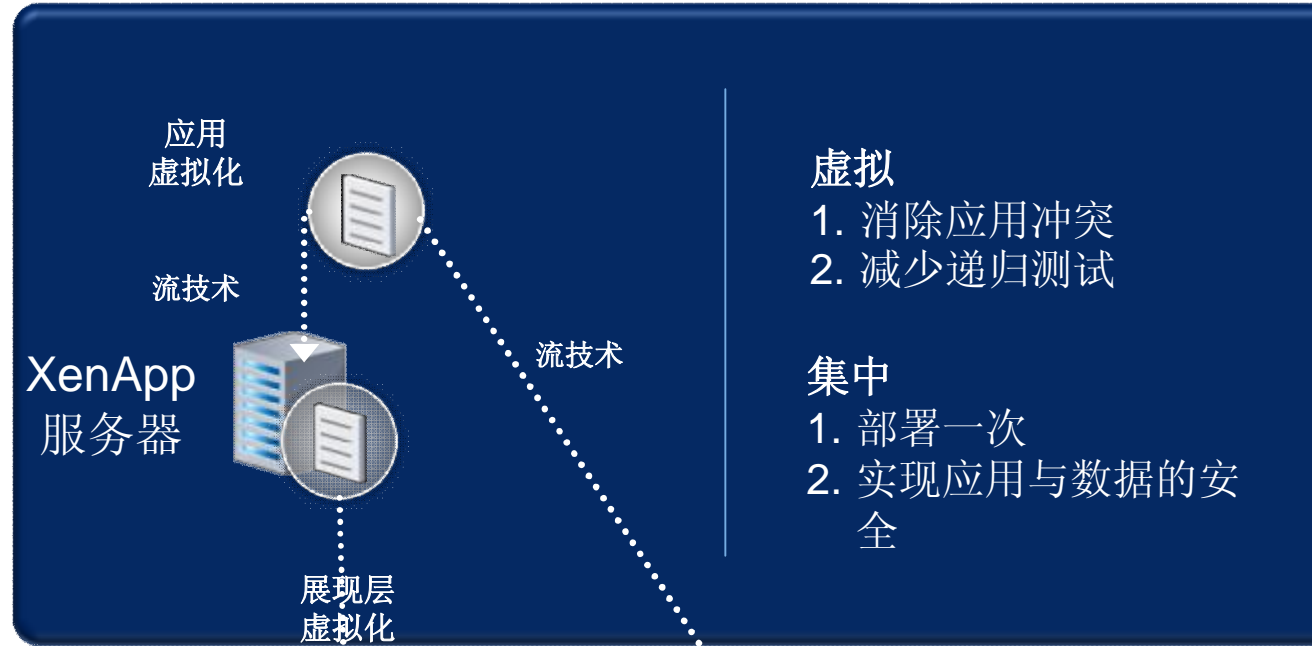 应用
虚拟化
流技术
流技术
XenApp
服务器
展现层
虚拟化
虚拟
1. 消除应用冲突
2. 减少递归测试
集中
1. 部署一次
2. 实现应用与数据的安
全